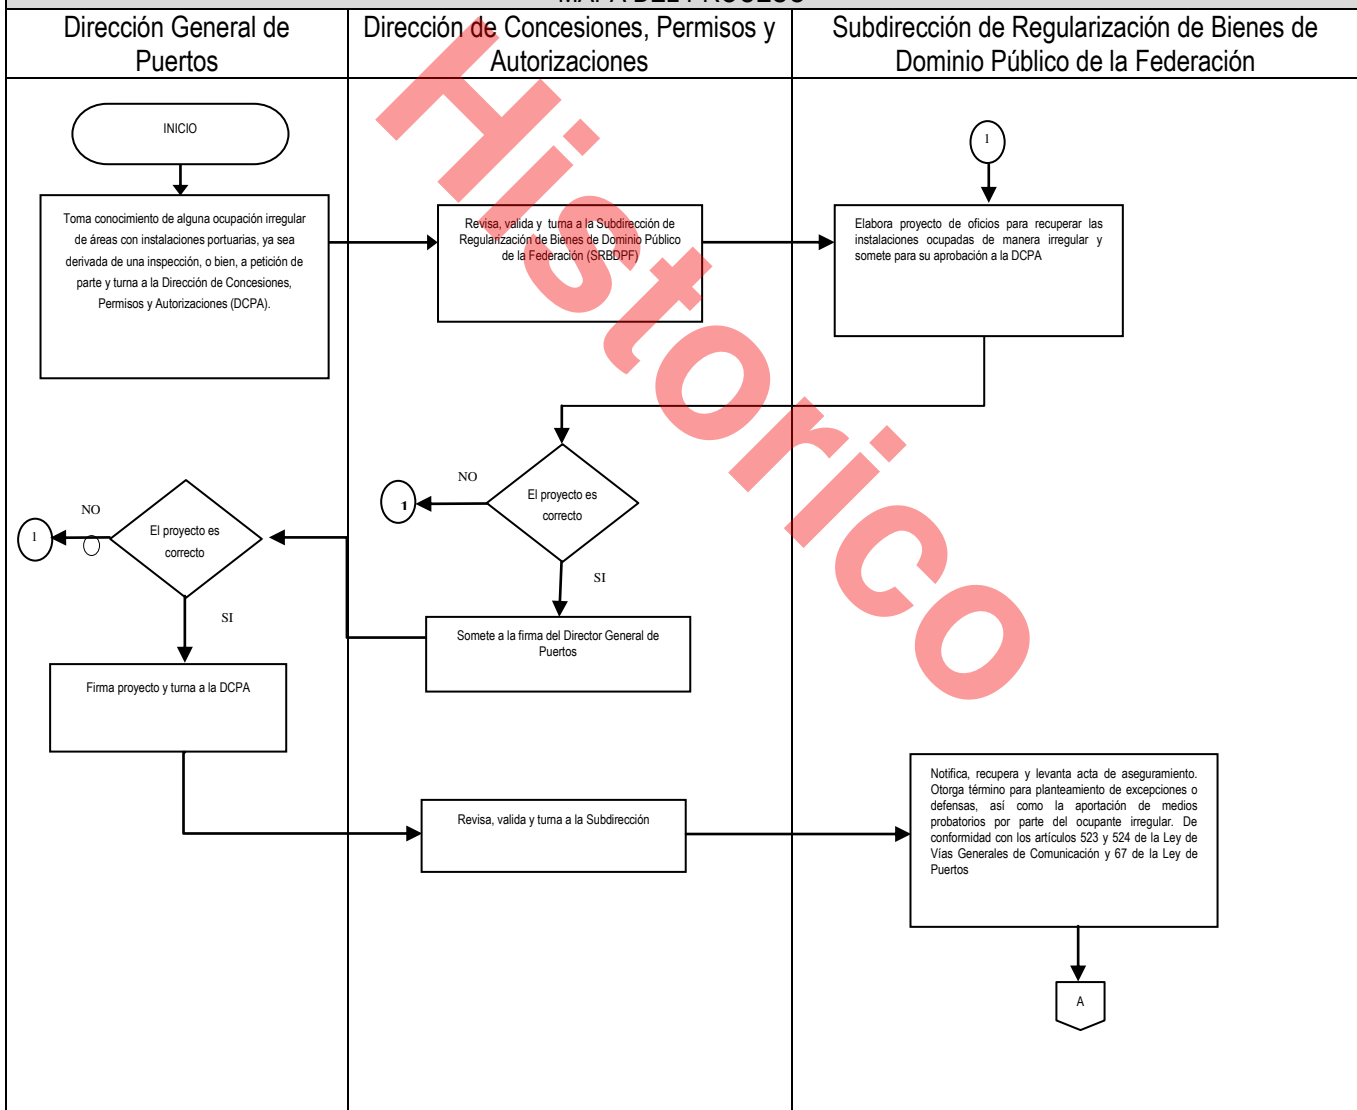 MAPA DEL PROCESO
Dirección General de
Puertos
Dirección de Concesiones, Permisos y
Autorizaciones
Subdirección de Regularización de Bienes de
Dominio Público de la Federación
INICIO
1
Toma conocimiento de alguna ocupación irregular
de áreas con instalaciones portuarias, ya sea
derivada de una inspección, o bien, a petición de
parte y turna a la Dirección de Concesiones,
Permisos y Autorizaciones (DCPA).
Revisa, valida y turna a la Subdirección de
Regularización de Bienes de Dominio Público
de la Federación (SRBDPF)
Elabora proyecto de oficios para recuperar las
instalaciones ocupadas de manera irregular y
somete para su aprobación a la DCPA
El proyecto es
correcto
NO
1
SI
Somete a la firma del Director General de
Puertos
El proyecto es
correcto
NO
1
SI
Firma proyecto y turna a la DCPA
Revisa, valida y turna a la Subdirección
Notifica, recupera y levanta acta de aseguramiento.
Otorga término para planteamiento de excepciones o
defensas, así como la aportación de medios
probatorios por parte del ocupante irregular. De
conformidad con los artículos 523 y 524 de la Ley de
Vías Generales de Comunicación y 67 de la Ley de
Puertos
A
Historico